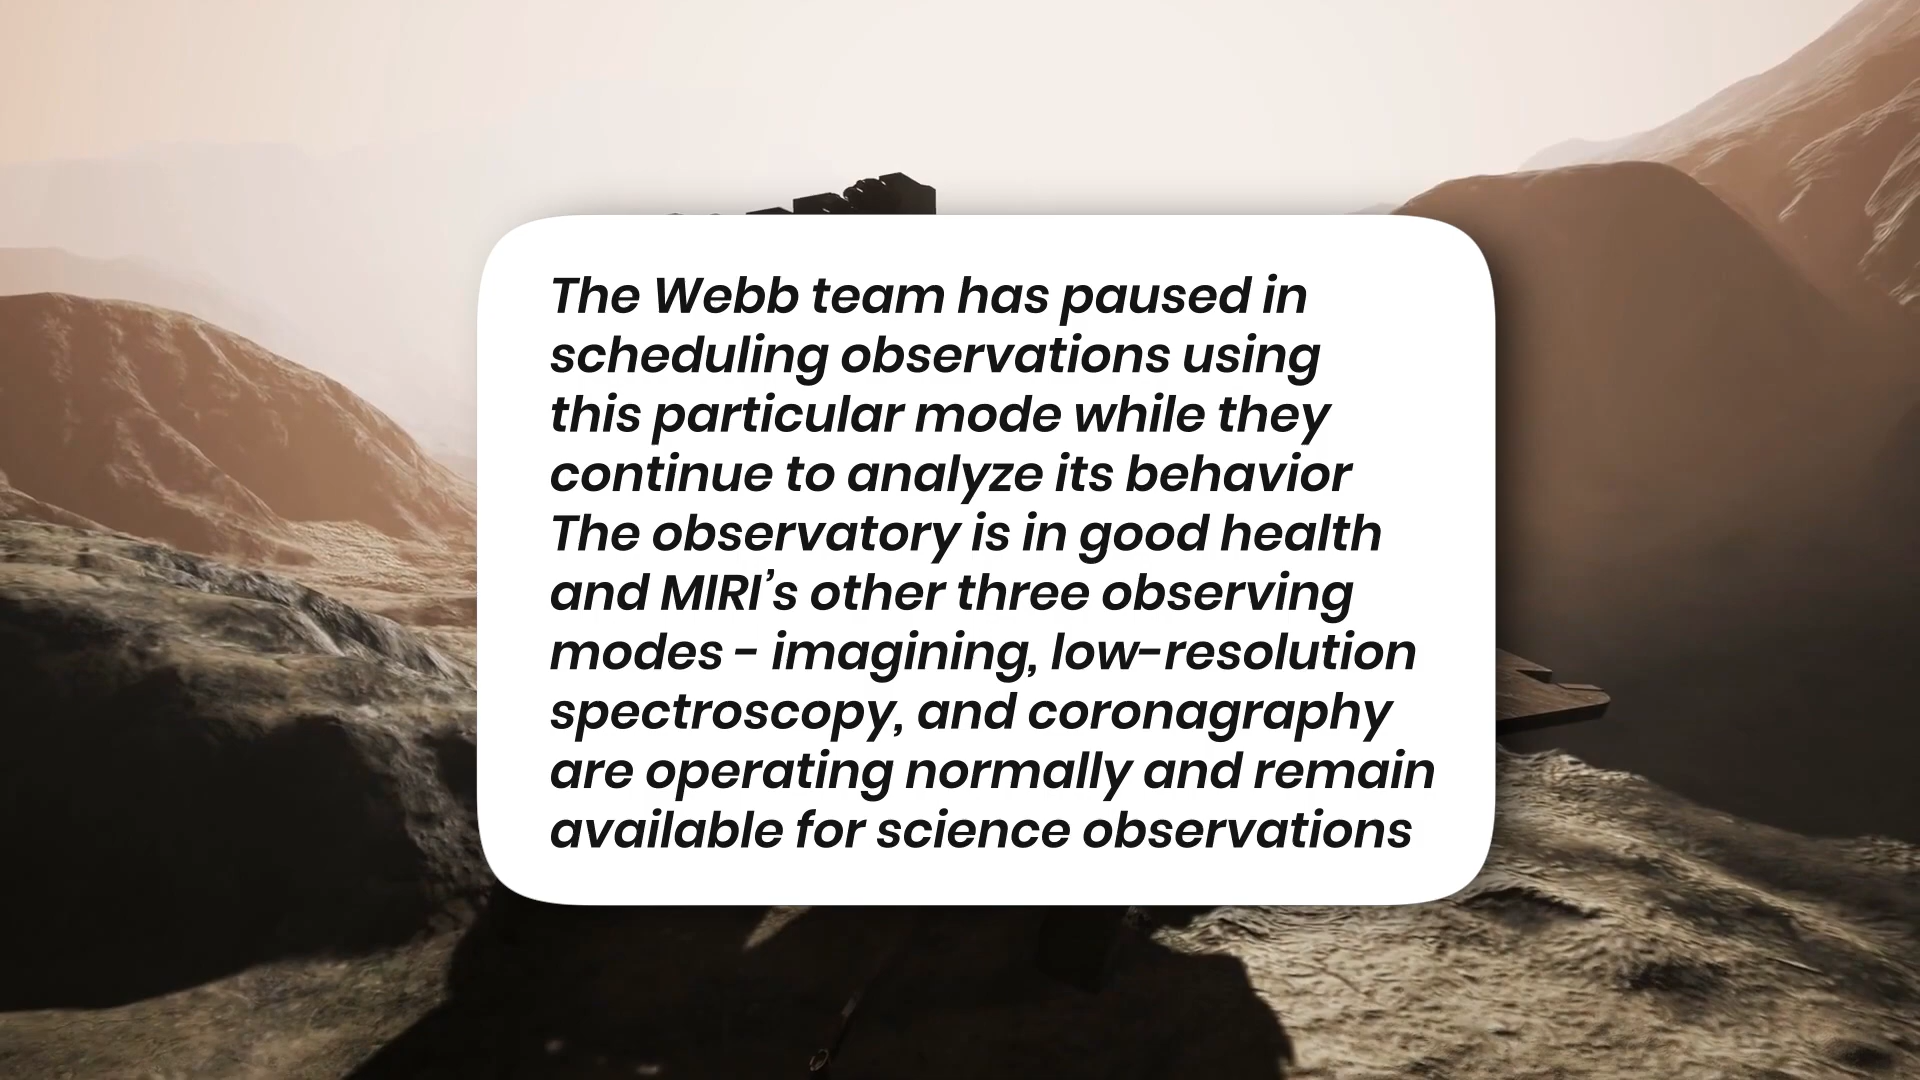 The Webb team has paused in
scheduling observations using
this particular mode while they
continue to analyze its behavior
The observatory is in good health
and MIRI’s other three observing
modes - imagining, low-resolution
spectroscopy, and coronagraphy
are operating normally and remain
available for science observations